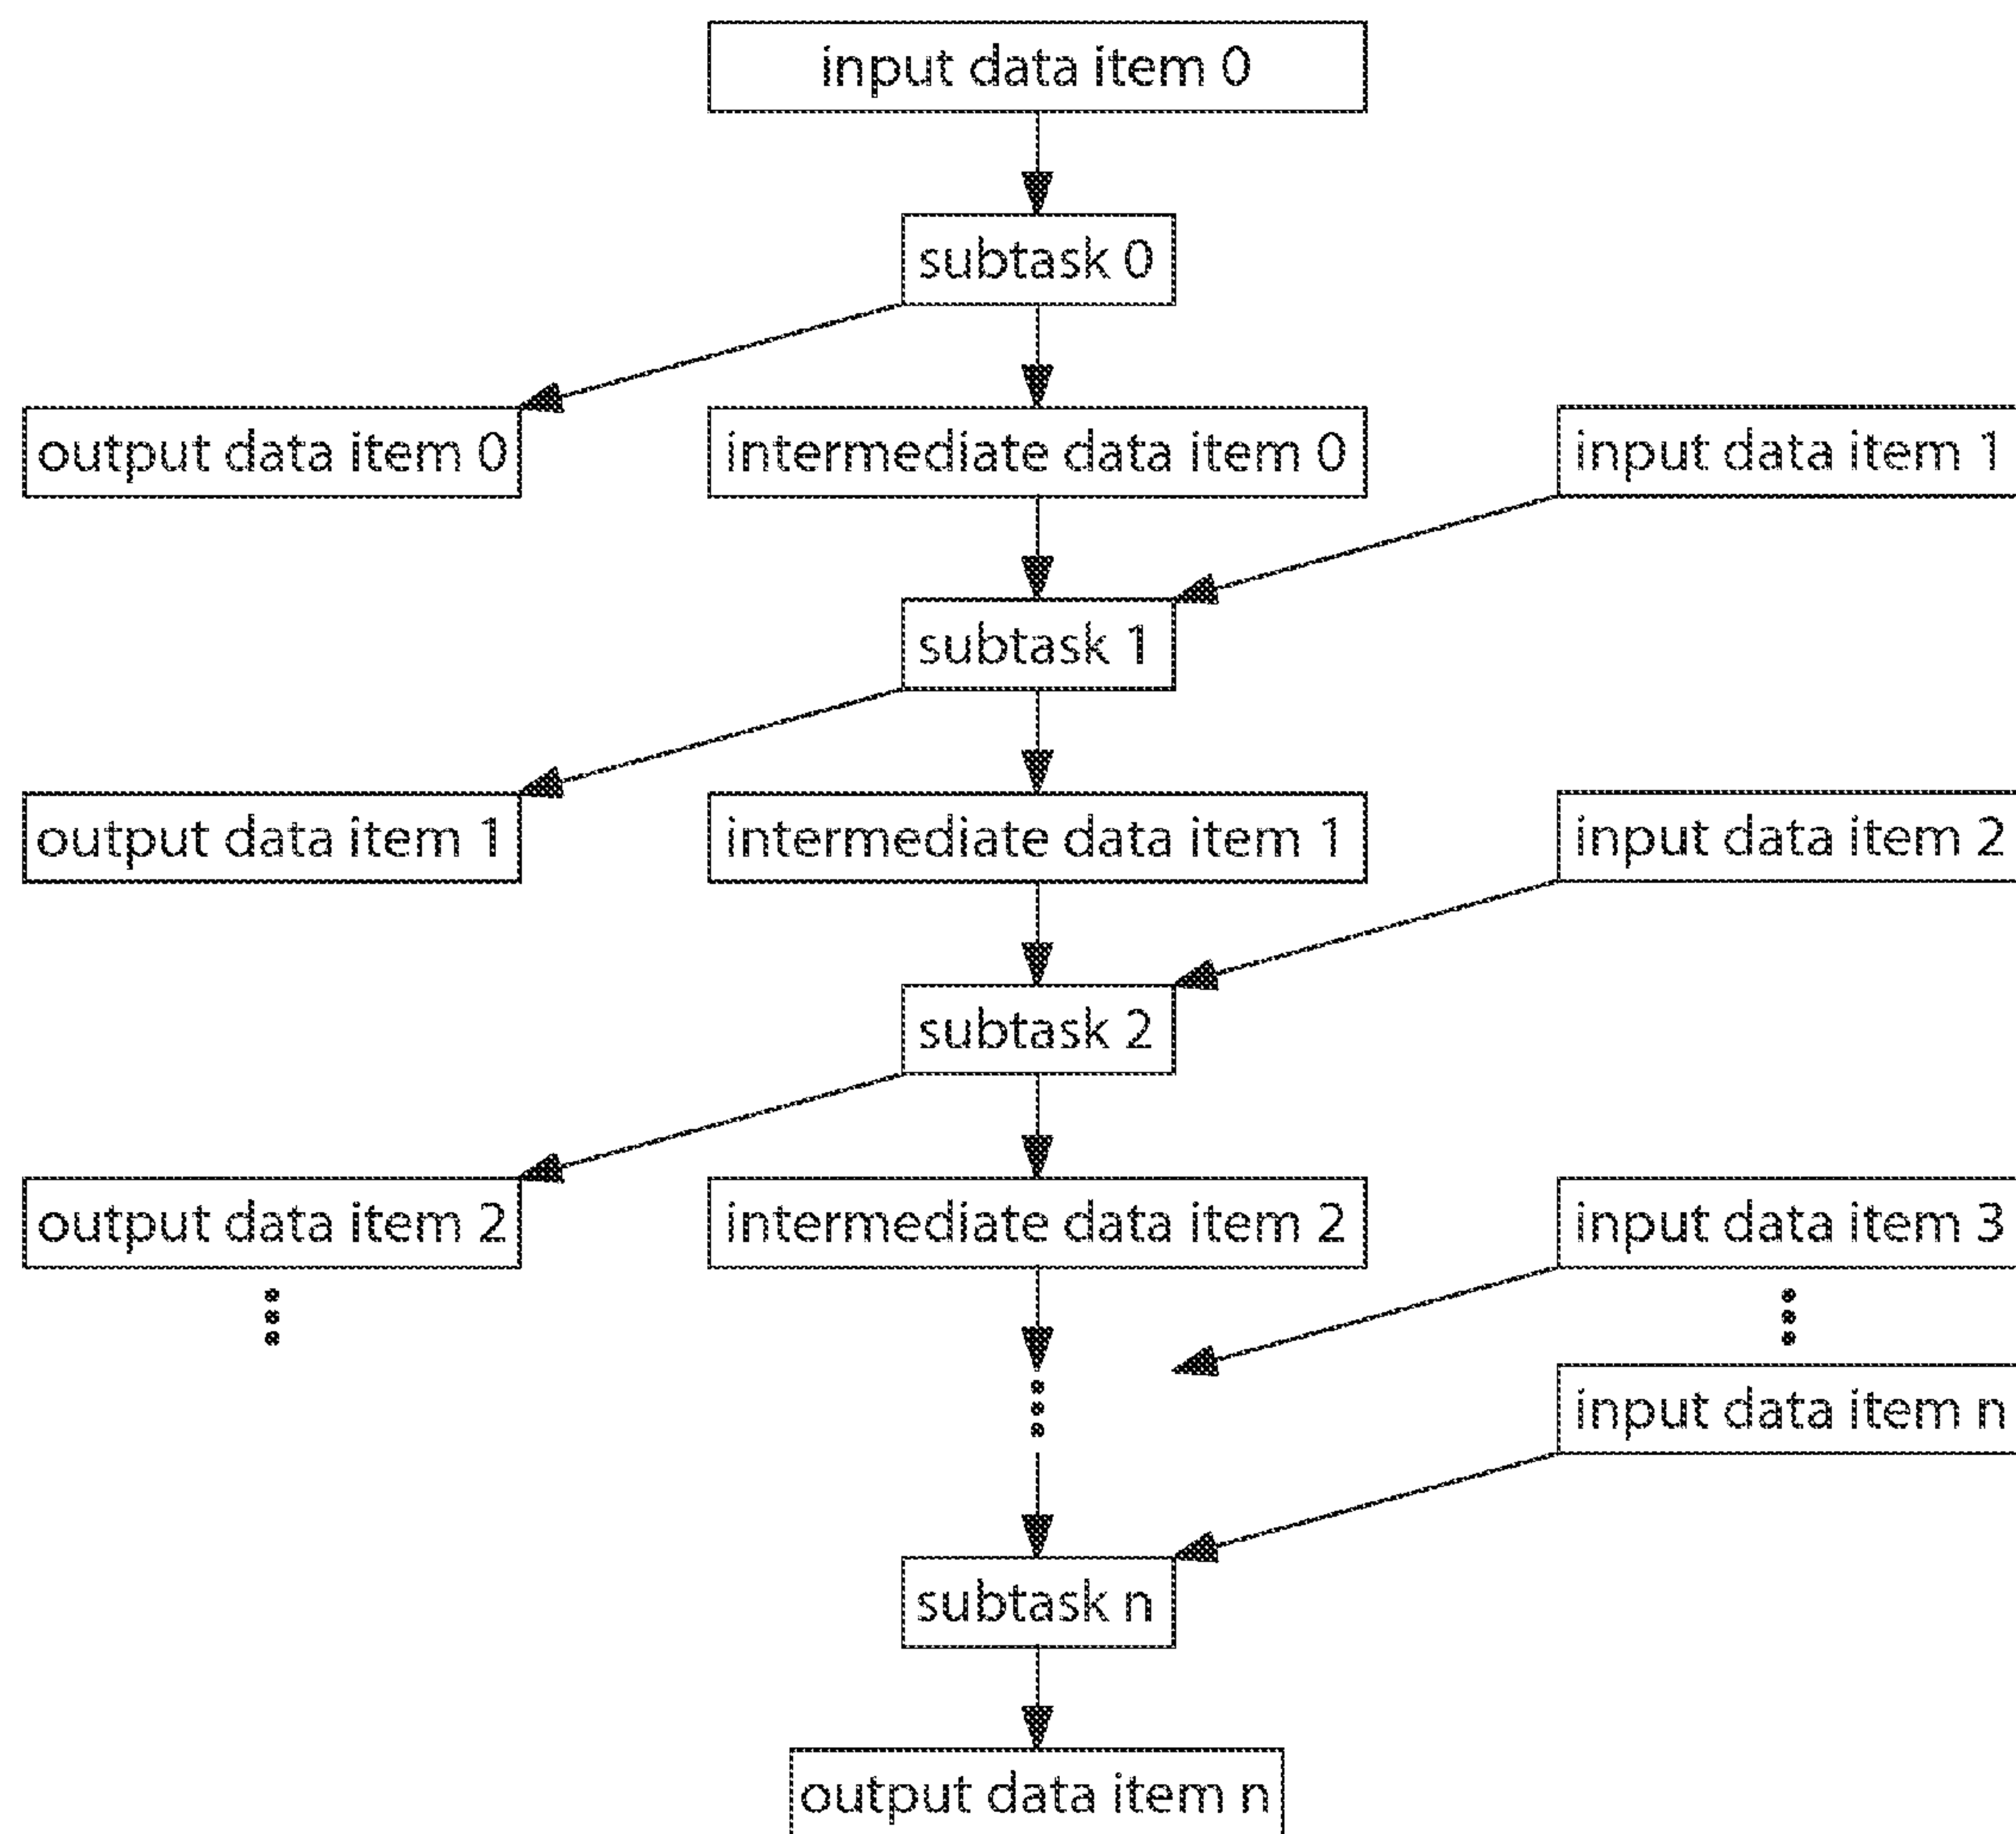 input data item 0
subtask 0
output data item 0
intermediate data item 0
input data item 1
subtask 1
output data item 1
intermediate data item 1
input data item 2
subtask 2
output data item 2
intermediate data item 2
input data item 3
input data item n
subtask n
output data item n